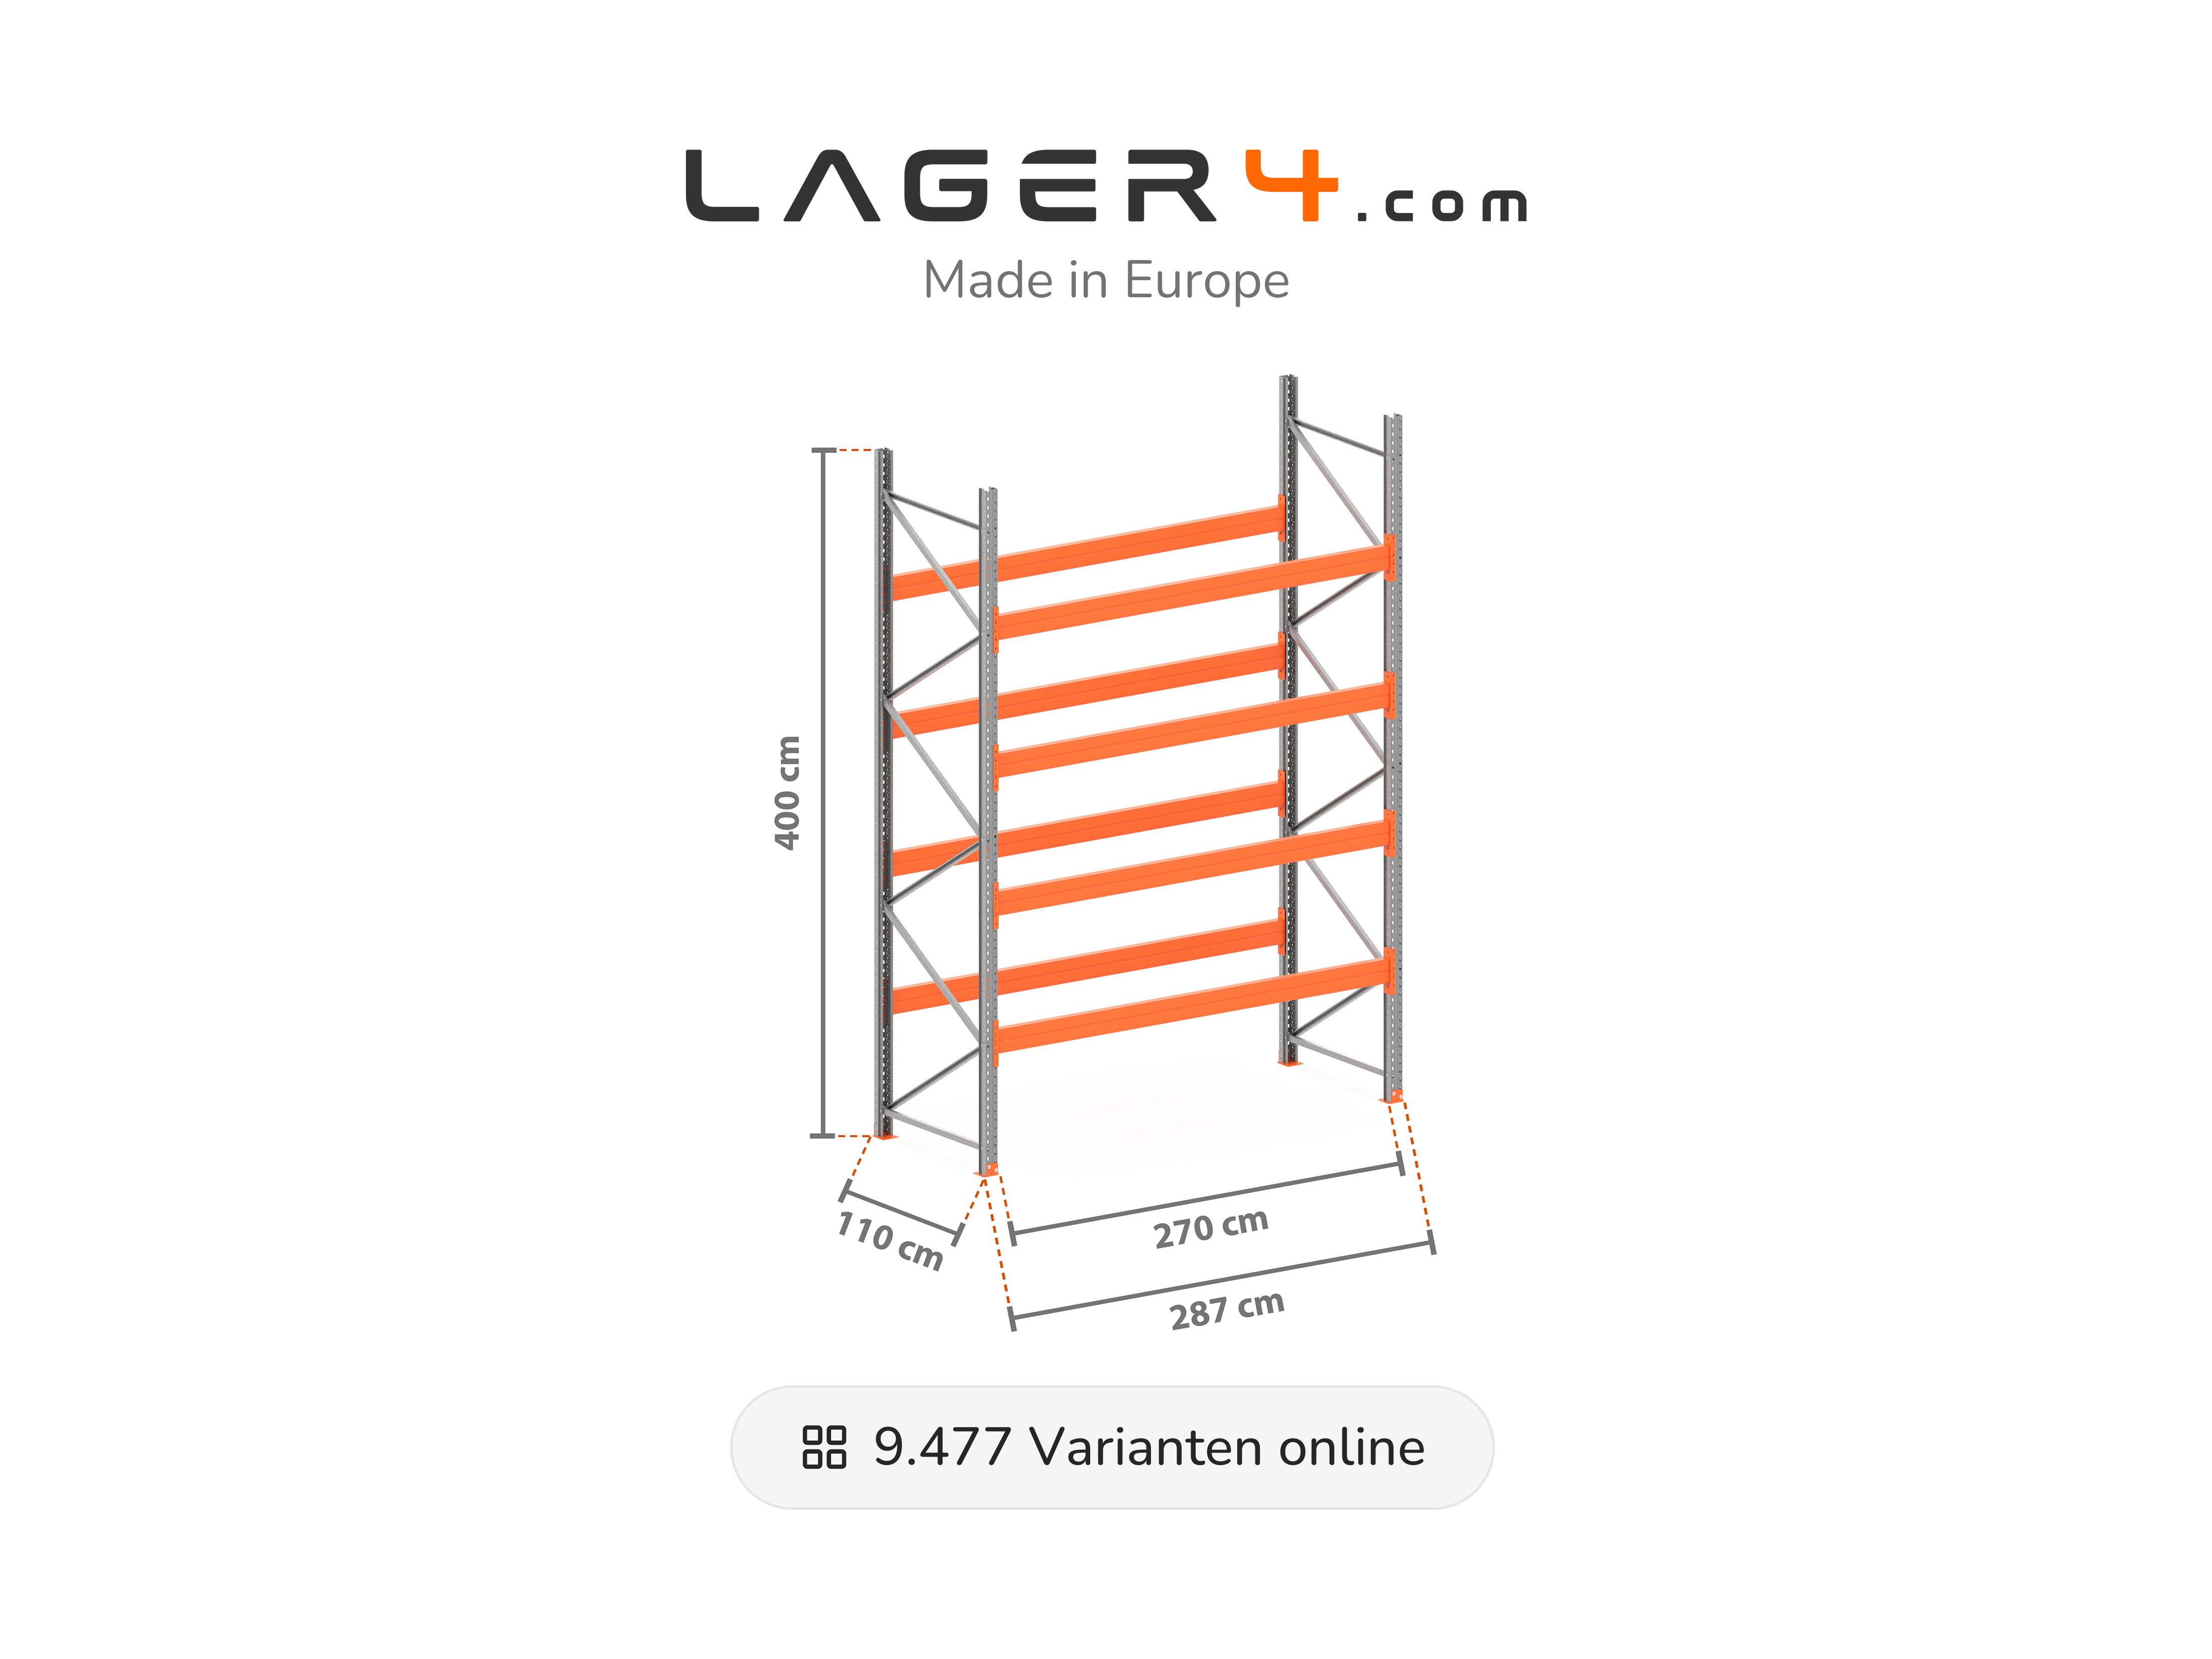 LAGER4.com
Made in Europe
400 cm
110 cm
270 cm
287 cm
9.477 Varianten online